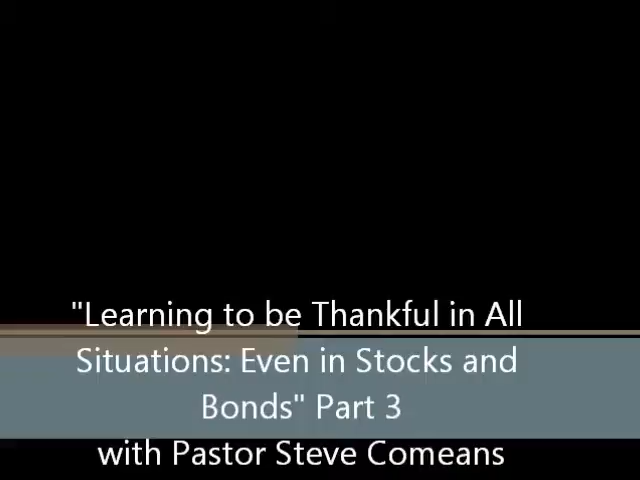 "Learning to be Thankful in All
Situations: Even in Stocks and
Bonds" Part 3
with Pastor Steve Comeans